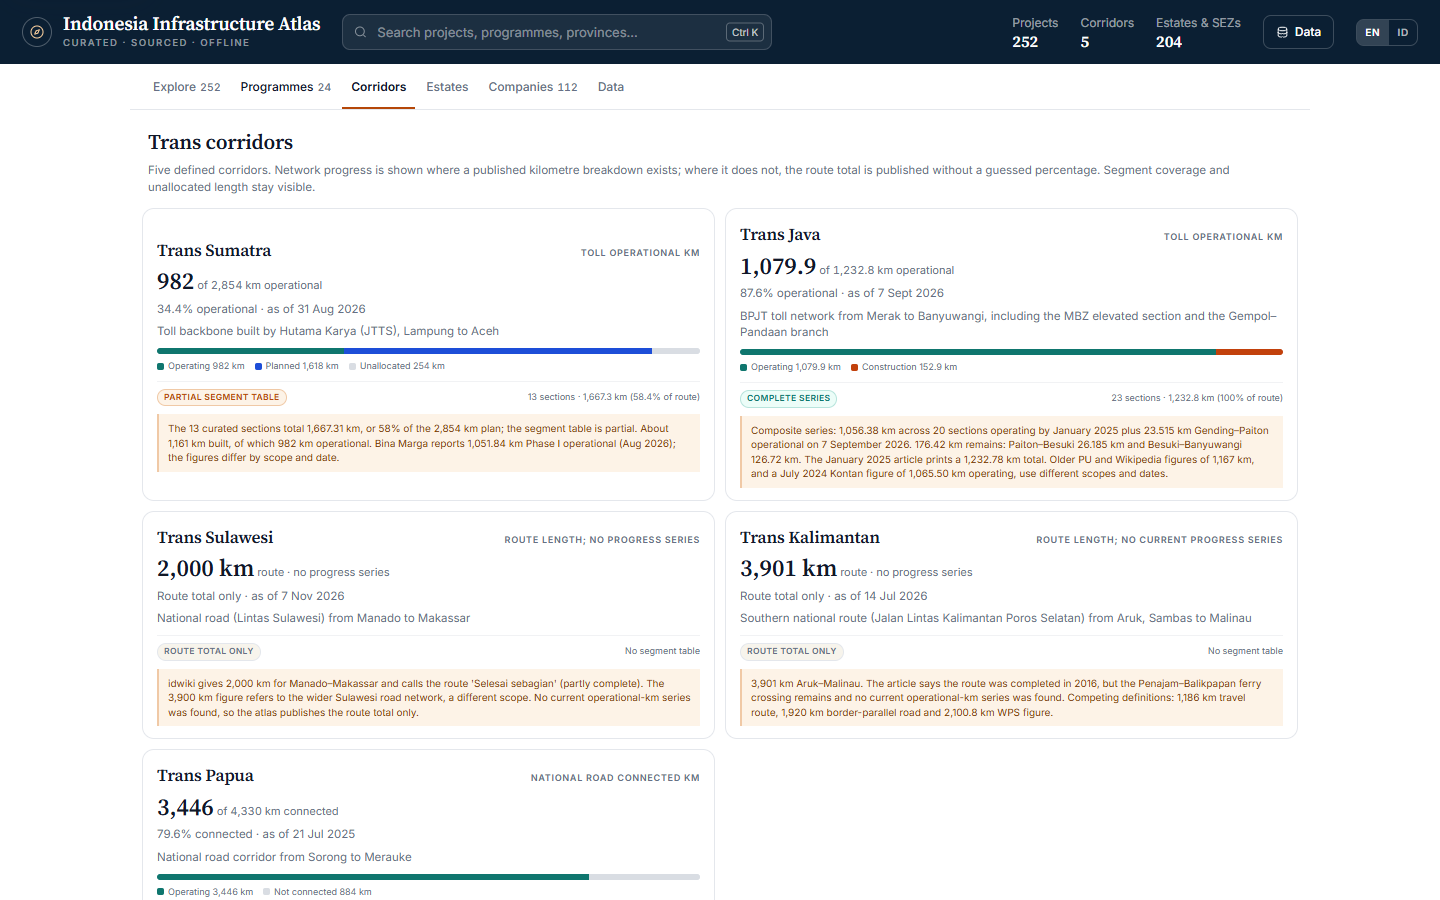 Indonesia Infrastructure Atlas
CURATED · SOURCED · OFFLINE
Search projects, programmes, provinces...
Ctrl K
Projects
252
Corridors
5
Estates & SEZs
204
Data
EN
ID
Explore 252
Programmes 24
Corridors
Estates
Companies 112
Data
Trans corridors
Five defined corridors. Network progress is shown where a published kilometre breakdown exists; where it does not, the route total is published without a guessed percentage. Segment coverage and
unallocated length stay visible.
Trans Sumatra
TOLL OPERATIONAL KM
982 of 2,854 km operational
34.4% operational · as of 31 Aug 2026
Toll backbone built by Hutama Karya (JTTS), Lampung to Aceh
Operating 982 km
Planned 1,618 km
Unallocated 254 km
PARTIAL SEGMENT TABLE
13 sections · 1,667.3 km (58.4% of route)
The 13 curated sections total 1,667.31 km, or 58% of the 2,854 km plan; the segment table is partial. About
1,161 km built, of which 982 km operational. Bina Marga reports 1,051.84 km Phase I operational (Aug 2026);
the figures differ by scope and date.
Trans Java
TOLL OPERATIONAL KM
1,079.9 of 1,232.8 km operational
87.6% operational · as of 7 Sept 2026
BPJT toll network from Merak to Banyuwangi, including the MBZ elevated section and the Gempol–
Pandaan branch
Operating 1,079.9 km
Construction 152.9 km
COMPLETE SERIES
23 sections · 1,232.8 km (100% of route)
Composite series: 1,056.38 km across 20 sections operating by January 2025 plus 23.515 km Gending–Paiton
operational on 7 September 2026. 176.42 km remains: Paiton–Besuki 26.185 km and Besuki–Banyuwangi
126.72 km. The January 2025 article prints a 1,232.78 km total. Older PU and Wikipedia figures of 1,167 km,
and a July 2024 Kontan figure of 1,065.50 km operating, use different scopes and dates.
Trans Sulawesi
ROUTE LENGTH; NO PROGRESS SERIES
2,000 km route · no progress series
Route total only · as of 7 Nov 2026
National road (Lintas Sulawesi) from Manado to Makassar
ROUTE TOTAL ONLY
No segment table
idwiki gives 2,000 km for Manado–Makassar and calls the route 'Selesai sebagian' (partly complete). The
3,900 km figure refers to the wider Sulawesi road network, a different scope. No current operational-km series
was found, so the atlas publishes the route total only.
Trans Kalimantan
ROUTE LENGTH; NO CURRENT PROGRESS SERIES
3,901 km route · no progress series
Route total only · as of 14 Jul 2026
Southern national route (Jalan Lintas Kalimantan Poros Selatan) from Aruk, Sambas to Malinau
ROUTE TOTAL ONLY
No segment table
3,901 km Aruk–Malinau. The article says the route was completed in 2016, but the Penajam–Balikpapan ferry
crossing remains and no current operational-km series was found. Competing definitions: 1,186 km travel
route, 1,920 km border-parallel road and 2,100.8 km WPS figure.
Trans Papua
NATIONAL ROAD CONNECTED KM
3,446 of 4,330 km connected
79.6% connected · as of 21 Jul 2025
National road corridor from Sorong to Merauke
Operating 3,446 km
Not connected 884 km